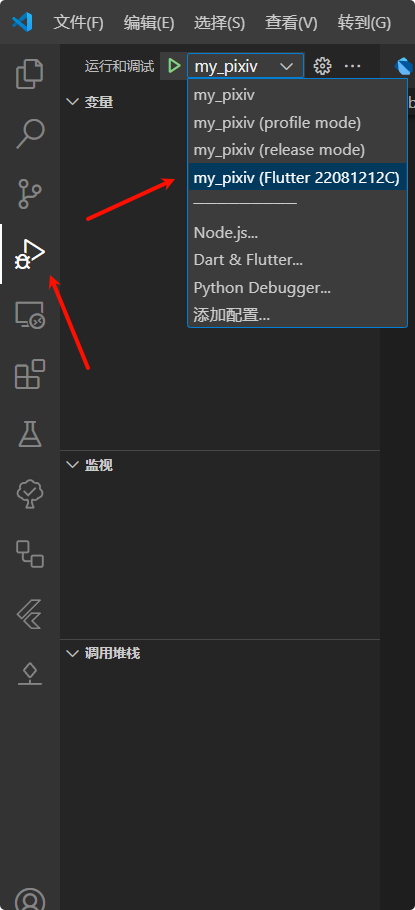 文件(F) 编辑(E) 选择(S) 查看(V) 转到(G)
运行和调试 my_pixiv ...
变量
my_pixiv
my_pixiv (profile mode)
my_pixiv (release mode)
my_pixiv (Flutter 22081212C)
Node.js...
Dart & Flutter...
Python Debugger...
添加配置...
监视
调用堆栈